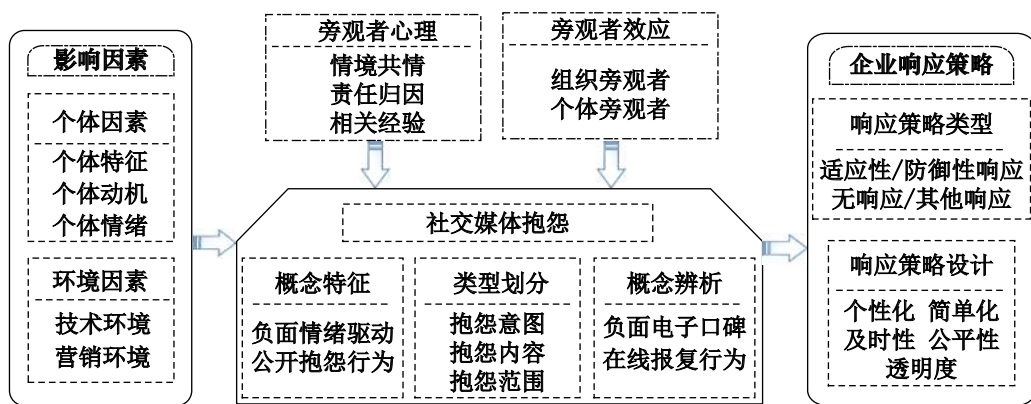 影响因素
个体因素
个体特征
个体动机
个体情绪
环境因素
技术环境
营销环境
旁观者心理
情境共情
责任归因
相关经验
旁观者效应
组织旁观者
个体旁观者
社交媒体抱怨
概念特征
负面情绪驱动
公开抱怨行为
类型划分
抱怨意图
抱怨内容
抱怨范围
概念辨析
负面电子口碑
在线报复行为
企业响应策略
响应策略类型
适应性/防御性响应
无响应/其他响应
响应策略设计
个性化 简单化
及时性 公平性
透明度